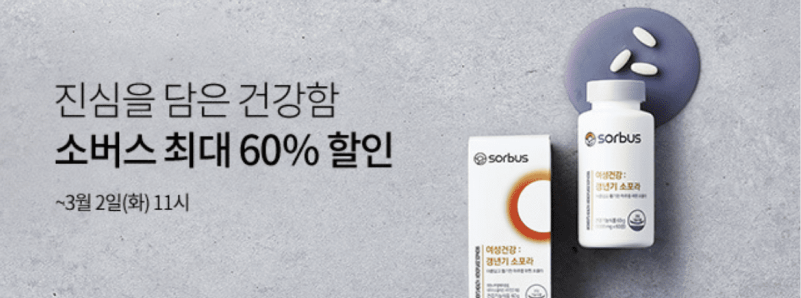 진심을 담은 건강함
소버스 최대 60% 할인
~3월 2일(화) 11시
sorbus
여성건강 :
갱년기 소포라
sorbus
여성건강 :
갱년기 소포라